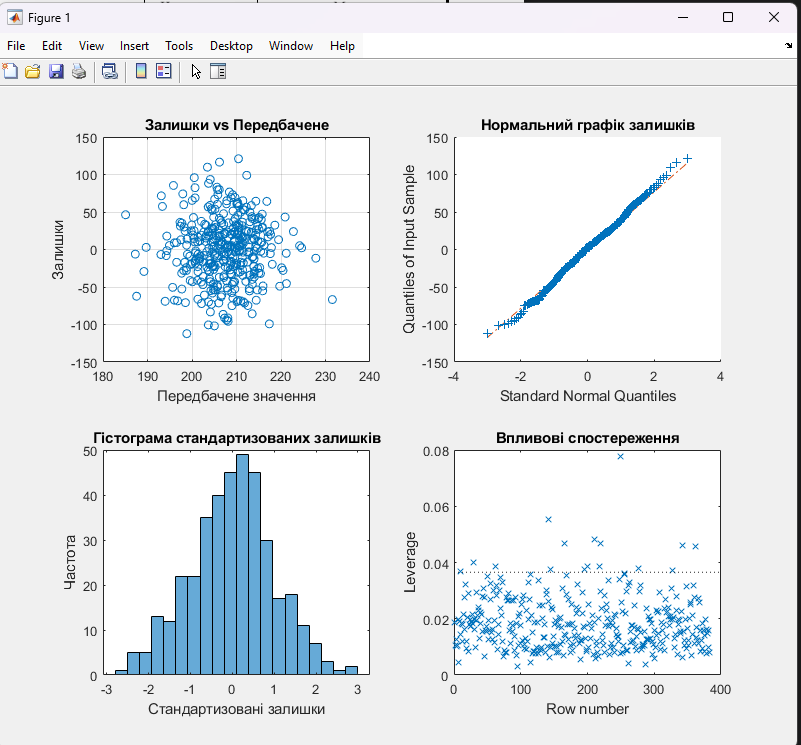 Figure 1
File Edit View Insert Tools Desktop Window Help
Залишки vs Передбачене
150
100
50
0
-50
-100
-150
180 190 200 210 220 230 240
Залишки
Передбачене значення
Нормальний графік залишків
150
100
50
0
-50
-100
-150
-4 -2 0 2 4
Quantiles of Input Sample
Standard Normal Quantiles
Гістограма стандартизованих залишків
50
40
30
20
10
0
-3 -2 -1 0 1 2 3
Частота
Стандартизовані залишки
Впливові спостереження
0.08
0.06
0.04
0.02
0
0 100 200 300 400
Leverage
Row number